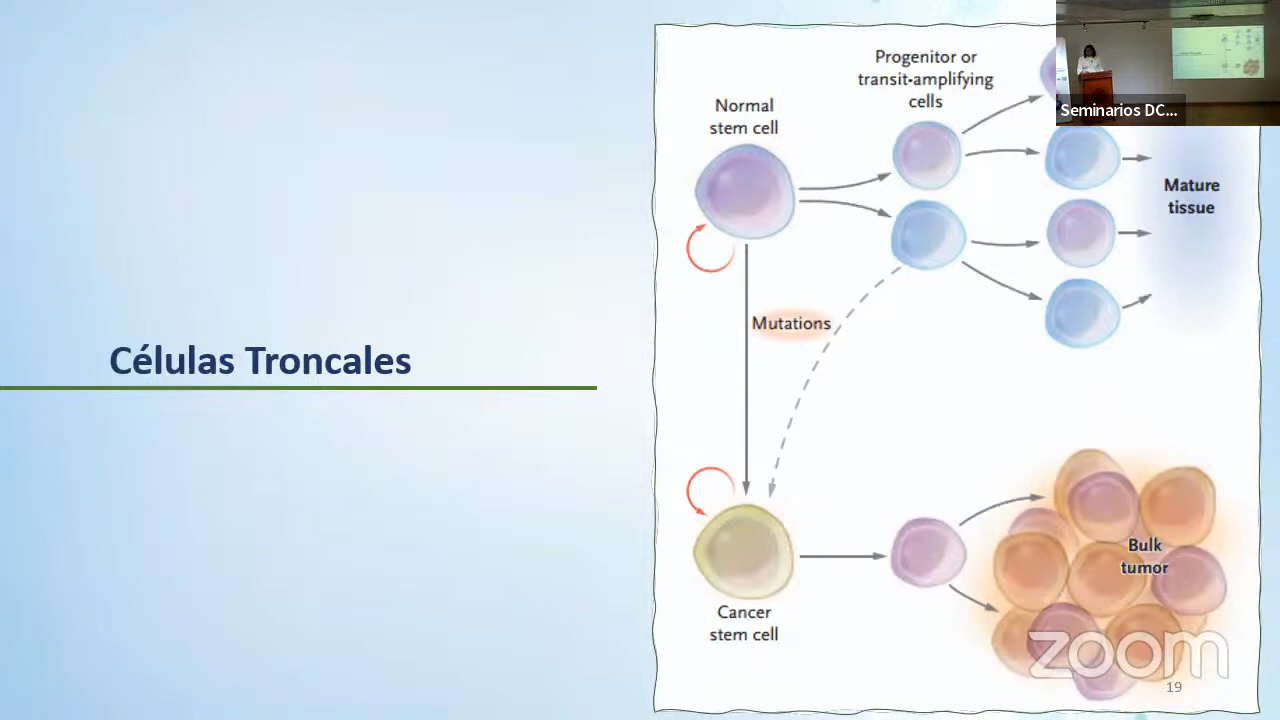 Células Troncales
Progenitor or
transit-amplifying
cells
Normal
stem cell
Mature
tissue
Mutations
Bulk
tumor
Cancer
stem cell
Seminarios DC...
zoom
19